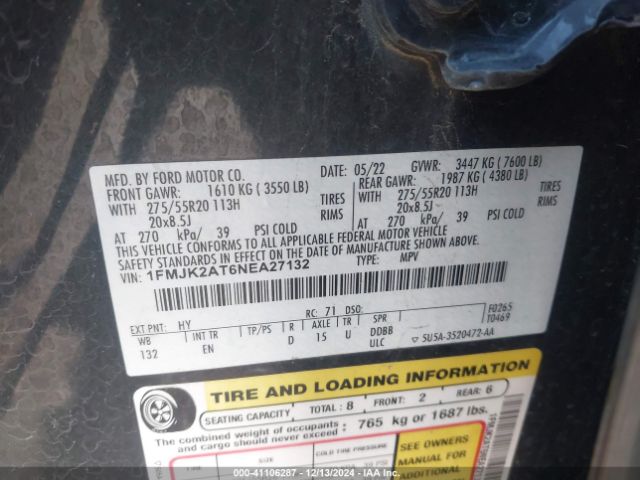 MFD. BY FORD MOTOR CO.
DATE: 05/22 GVWR: 3447 KG ( 7600 LB)
FRONT GAWR: 1610 KG ( 3550 LB) REAR GAWR: 1987 KG ( 4380 LB)
WITH 275/55R20 113H TIRES WITH 275/55R20 113H TIRES
20x8.5J RIMS 20x8.5J RIMS
AT 270 kPa/ 39 PSI COLD AT 270 kPa/ 39 PSI COLD
THIS VEHICLE CONFORMS TO ALL APPLICABLE FEDERAL MOTOR VEHICLE
SAFETY STANDARDS IN EFFECT ON THE DATE OF MANUFACTURE SHOWN ABOVE.
VIN: 1FMJK2AT6NEA27132 TYPE: MPV
EXT PNT: HY RC: 71 DSO: F0265
T0469
WB INT TR TP/PS R AXLE TR SPR
132 EN D 15 U DDBB
ULC 5U5A-3520472-AA
TIRE AND LOADING INFORMATION
SEATING CAPACITY TOTAL: 8 FRONT: 2 REAR: 6
The combined weight of occupants and cargo should never exceed: 765 kg or 1687 lbs.
TIRE SIZE COLD TIRE
SEE OWNERS
MANUAL FOR
ADDITIONAL
000-41106287 - 12/13/2024 - IAAI.com